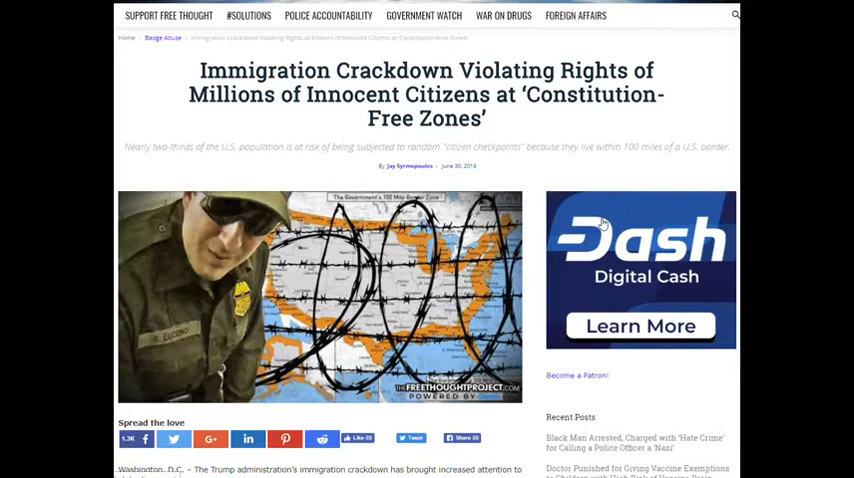 SUPPORT FREE THOUGHT #SOLUTIONS POLICE ACCOUNTABILITY GOVERNMENT WATCH WAR ON DRUGS FOREIGN AFFAIRS
Home Badge Abuse Immigration Crackdown Violating Rights of Millions of Innocent Citizens at 'Constitution-Free Zones'
Immigration Crackdown Violating Rights of
Millions of Innocent Citizens at ‘Constitution-
Free Zones’
Nearly two-thirds of the U.S. population is at risk of being subjected to random "citizen checkpoints" because they live within 100 miles of a U.S. border.
By Jay Syrmopoulos - June 30, 2018
The Government's 100 Mile Border Zone
THEFREETHOUGHTPROJECT.COM
POWERED BY
Dash
Digital Cash
Learn More
Become a Patron!
Spread the love
1.3K
Like 88
Tweet
Share 88
Recent Posts
Black Man Arrested, Charged with ‘Hate Crime’
for Calling a Police Officer a ‘Nazi’
Doctor Punished for Giving Vaccine Exemptions
Washington, D.C. – The Trump administration’s immigration crackdown has brought increased attention to